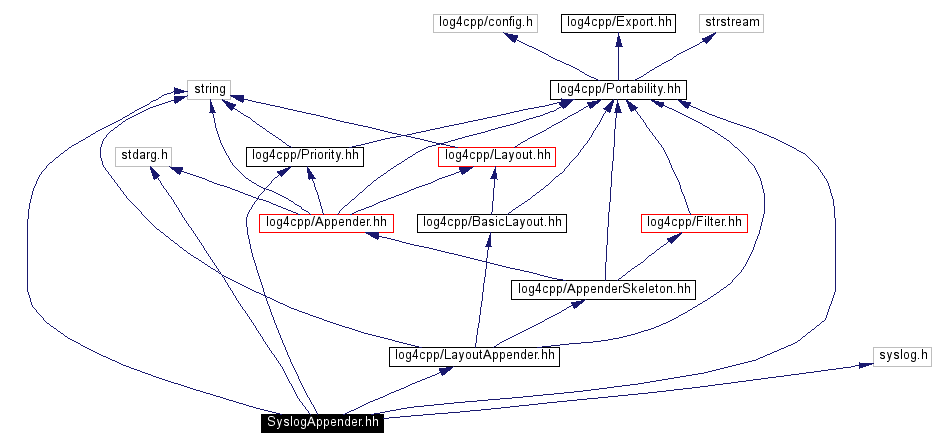 log4cpp/config.h
log4cpp/Export.hh
strstream
string
log4cpp/Portability.hh
stdarg.h
log4cpp/Priority.hh
log4cpp/Layout.hh
log4cpp/Appender.hh
log4cpp/BasicLayout.hh
log4cpp/Filter.hh
log4cpp/AppenderSkeleton.hh
log4cpp/LayoutAppender.hh
syslog.h
SyslogAppender.hh